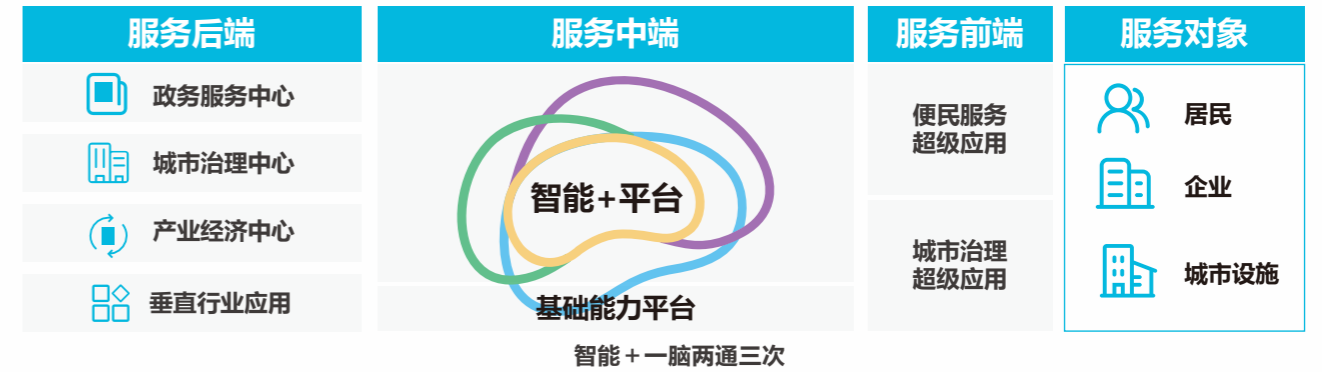 服务后端
政务服务中心
城市治理中心
产业经济中心
垂直行业应用
服务中端
智能+平台
基础能力平台
服务前端
便民服务
超级应用
城市治理
超级应用
服务对象
居民
企业
城市设施
智能+一脑两通三次